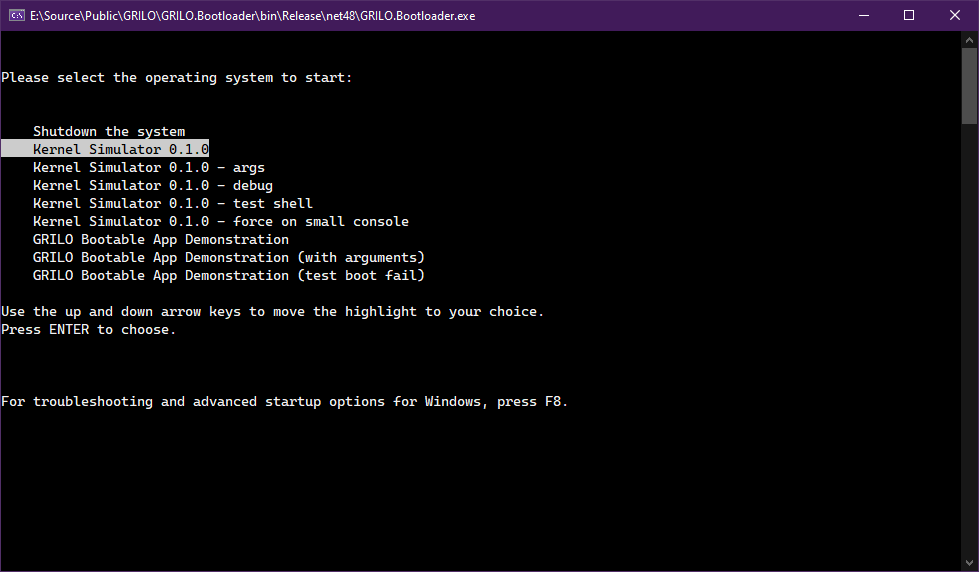 E:\Source\Public\GRILO\GRILO.Bootloader\bin\Release\net48\GRILO.Bootloader.exe
Please select the operating system to start:
Shutdown the system
Kernel Simulator 0.1.0
Kernel Simulator 0.1.0 - args
Kernel Simulator 0.1.0 - debug
Kernel Simulator 0.1.0 - test shell
Kernel Simulator 0.1.0 - force on small console
GRILO Bootable App Demonstration
GRILO Bootable App Demonstration (with arguments)
GRILO Bootable App Demonstration (test boot fail)
Use the up and down arrow keys to move the highlight to your choice.
Press ENTER to choose.
For troubleshooting and advanced startup options for Windows, press F8.